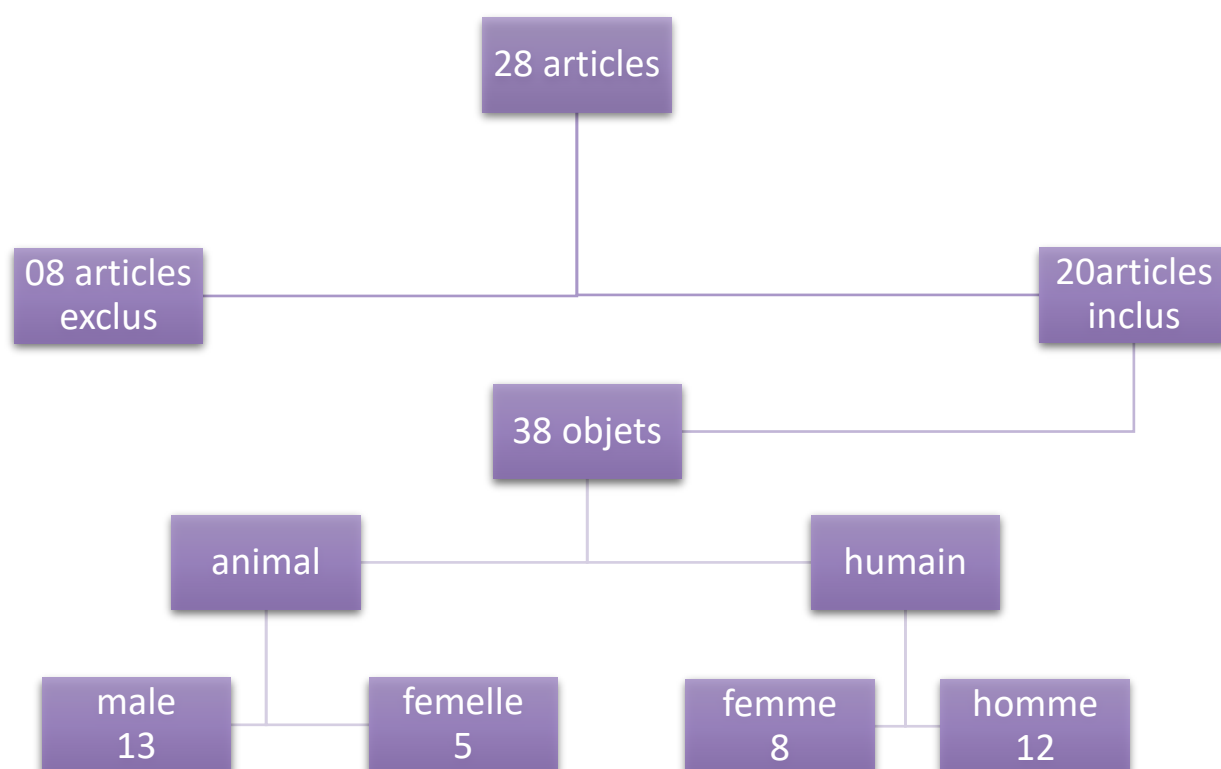 28 articles
08 articles
exclus
20articles
inclus
38 objets
animal
humain
male
13
femelle
5
femme
8
homme
12